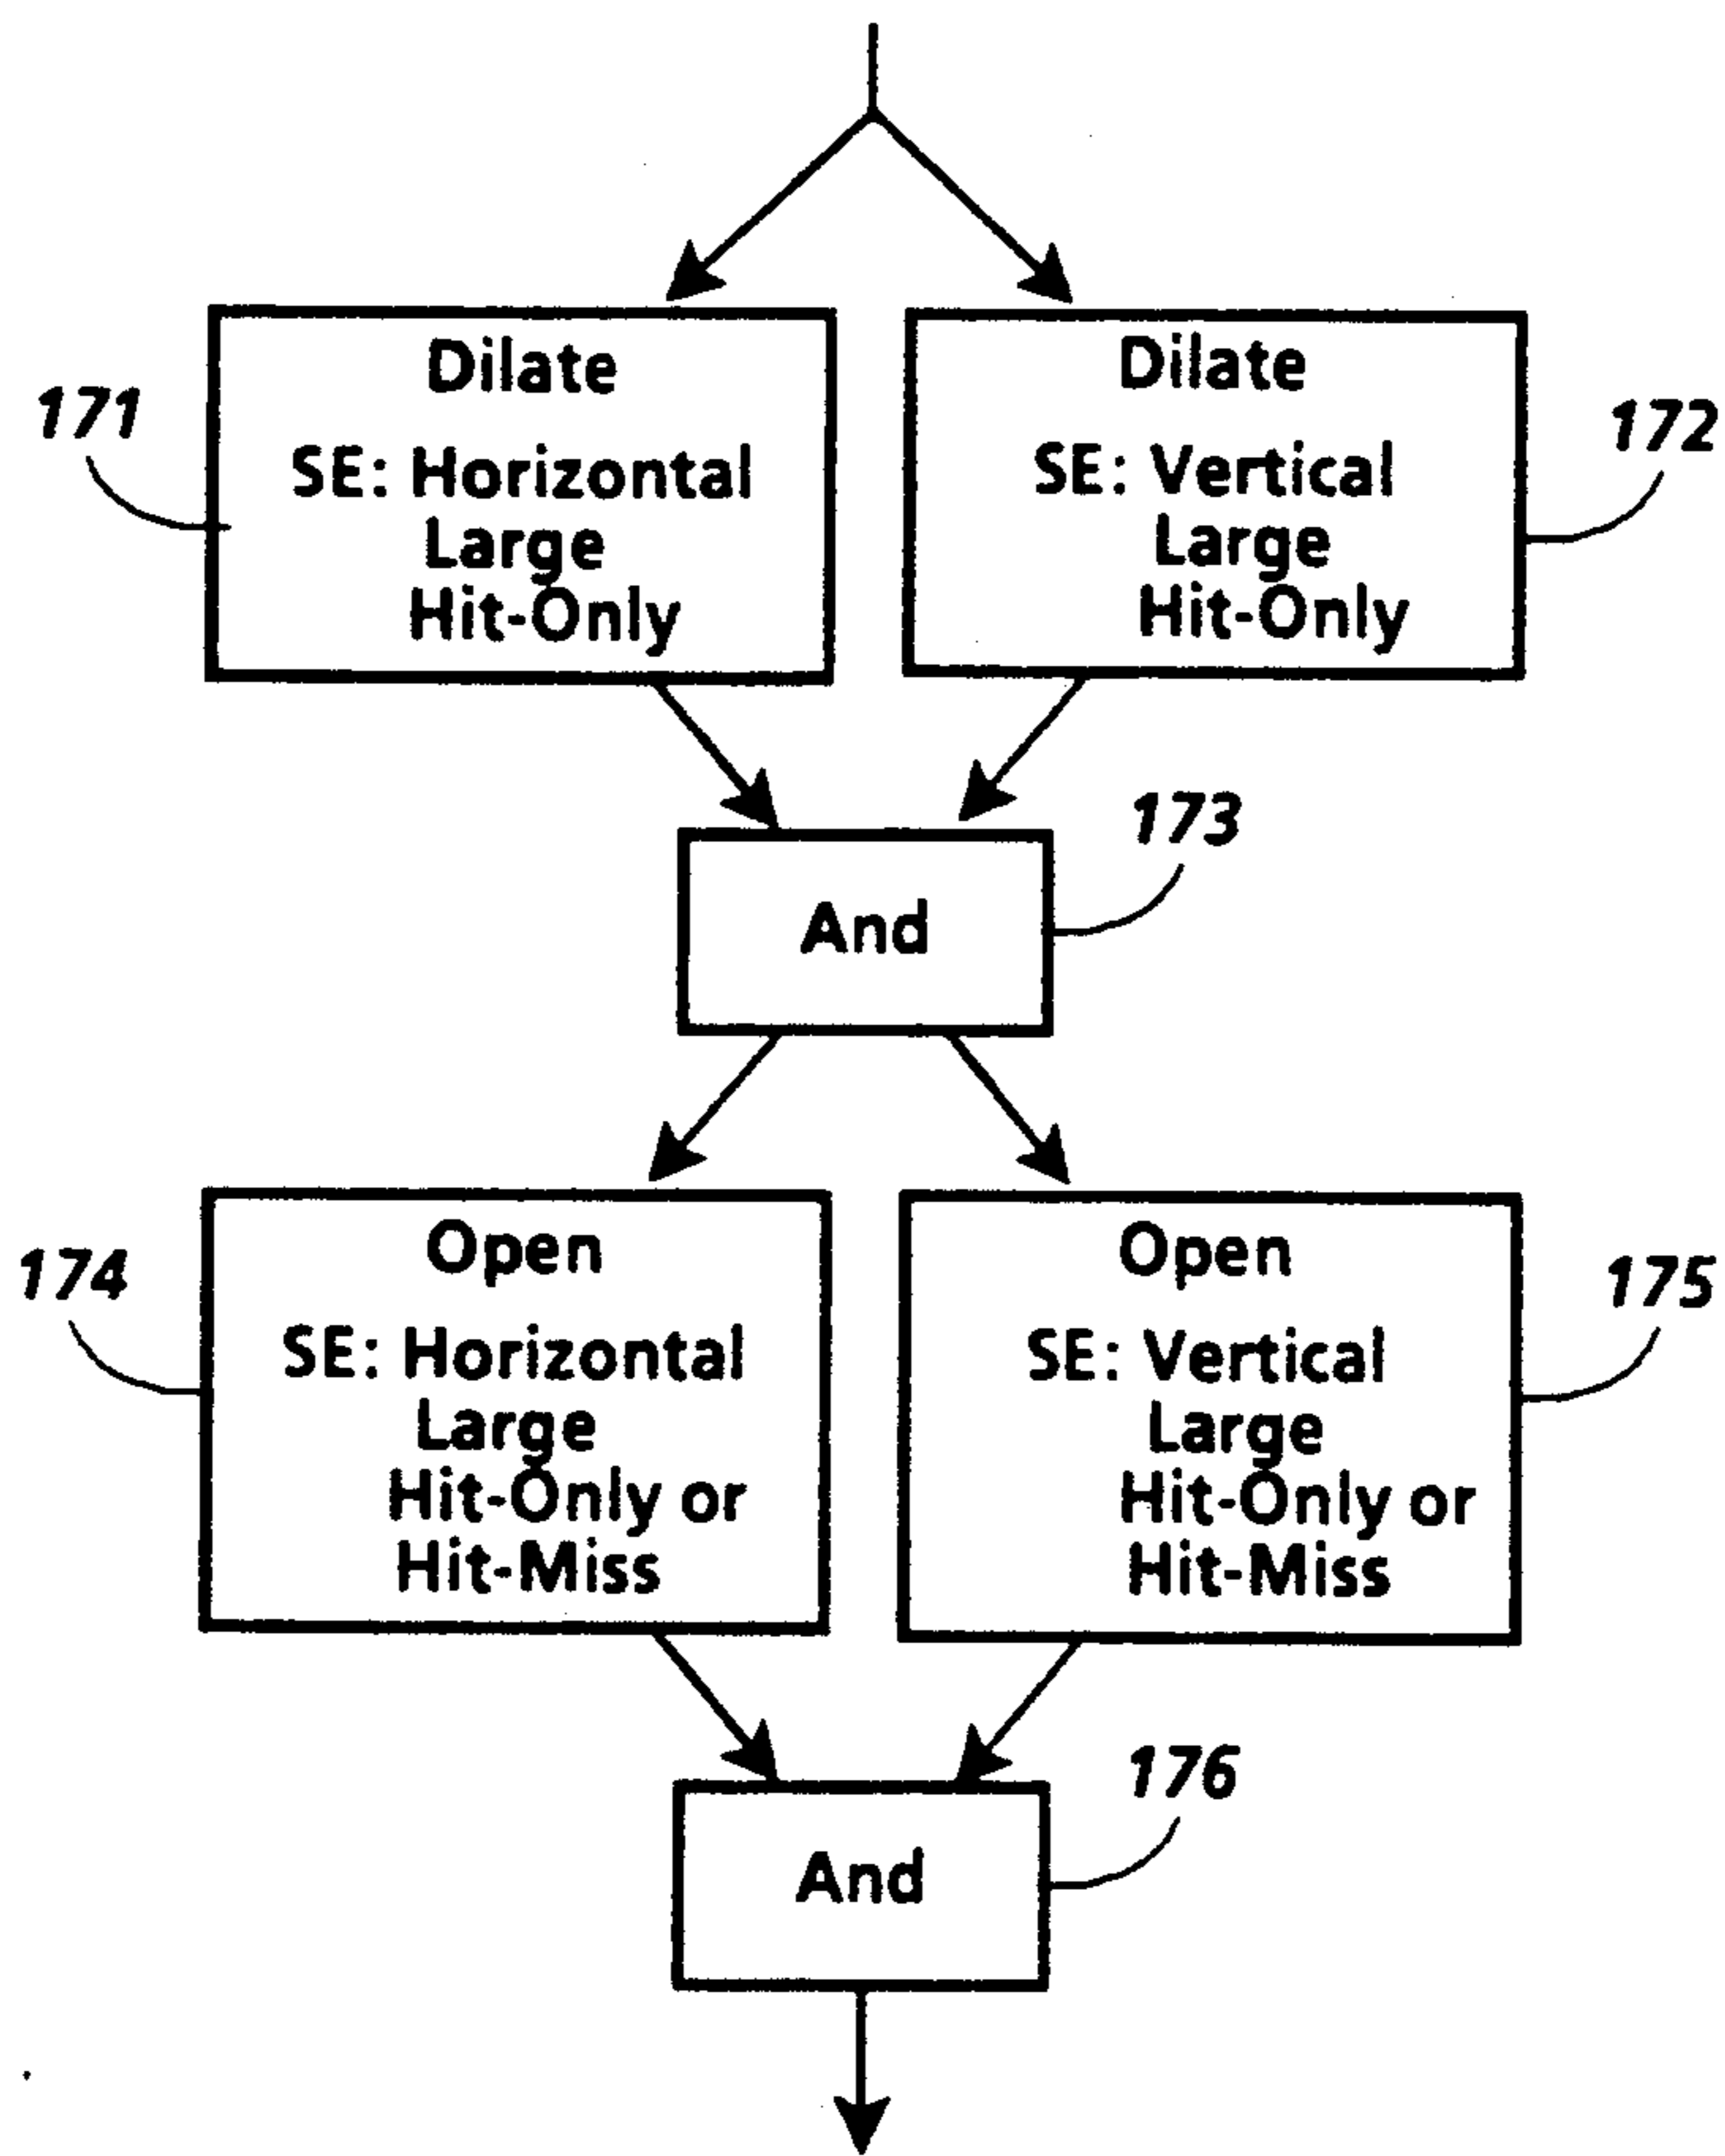 Dilate
SE: Horizontal
Large
Hit-Only
171
Dilate
SE: Vertical
Large
Hit-Only
172
And
173
Open
SE: Horizontal
Large
Hit-Only or
Hit-Miss
174
Open
SE: Vertical
Large
Hit-Only or
Hit-Miss
175
And
176